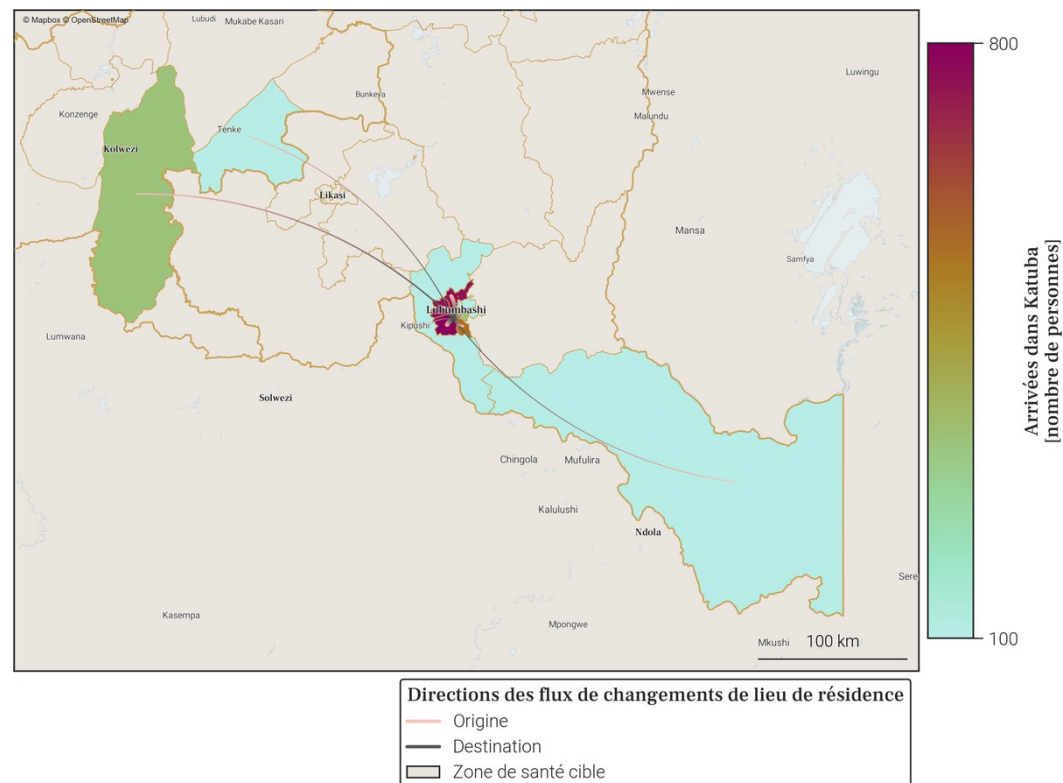 © Mapbox © OpenStreetMap
Lubudi
Mukabe Kasari
800
Luwingu
Bunkeya
Mwense
Konzenge
Malundu
Tenke
Kolwezi
Likasi
Mansa
Samfya
Lubumbashi
Kipushi
Lumwana
Solwezi
Chingola
Mufulira
Kalulushi
Ndola
Sere
Kasempa
Mpongwe
Mkushi
100 km
100
Arrivées dans Katuba
[nombre de personnes]
Directions des flux de changements de lieu de résidence
Origine
Destination
Zone de santé cible